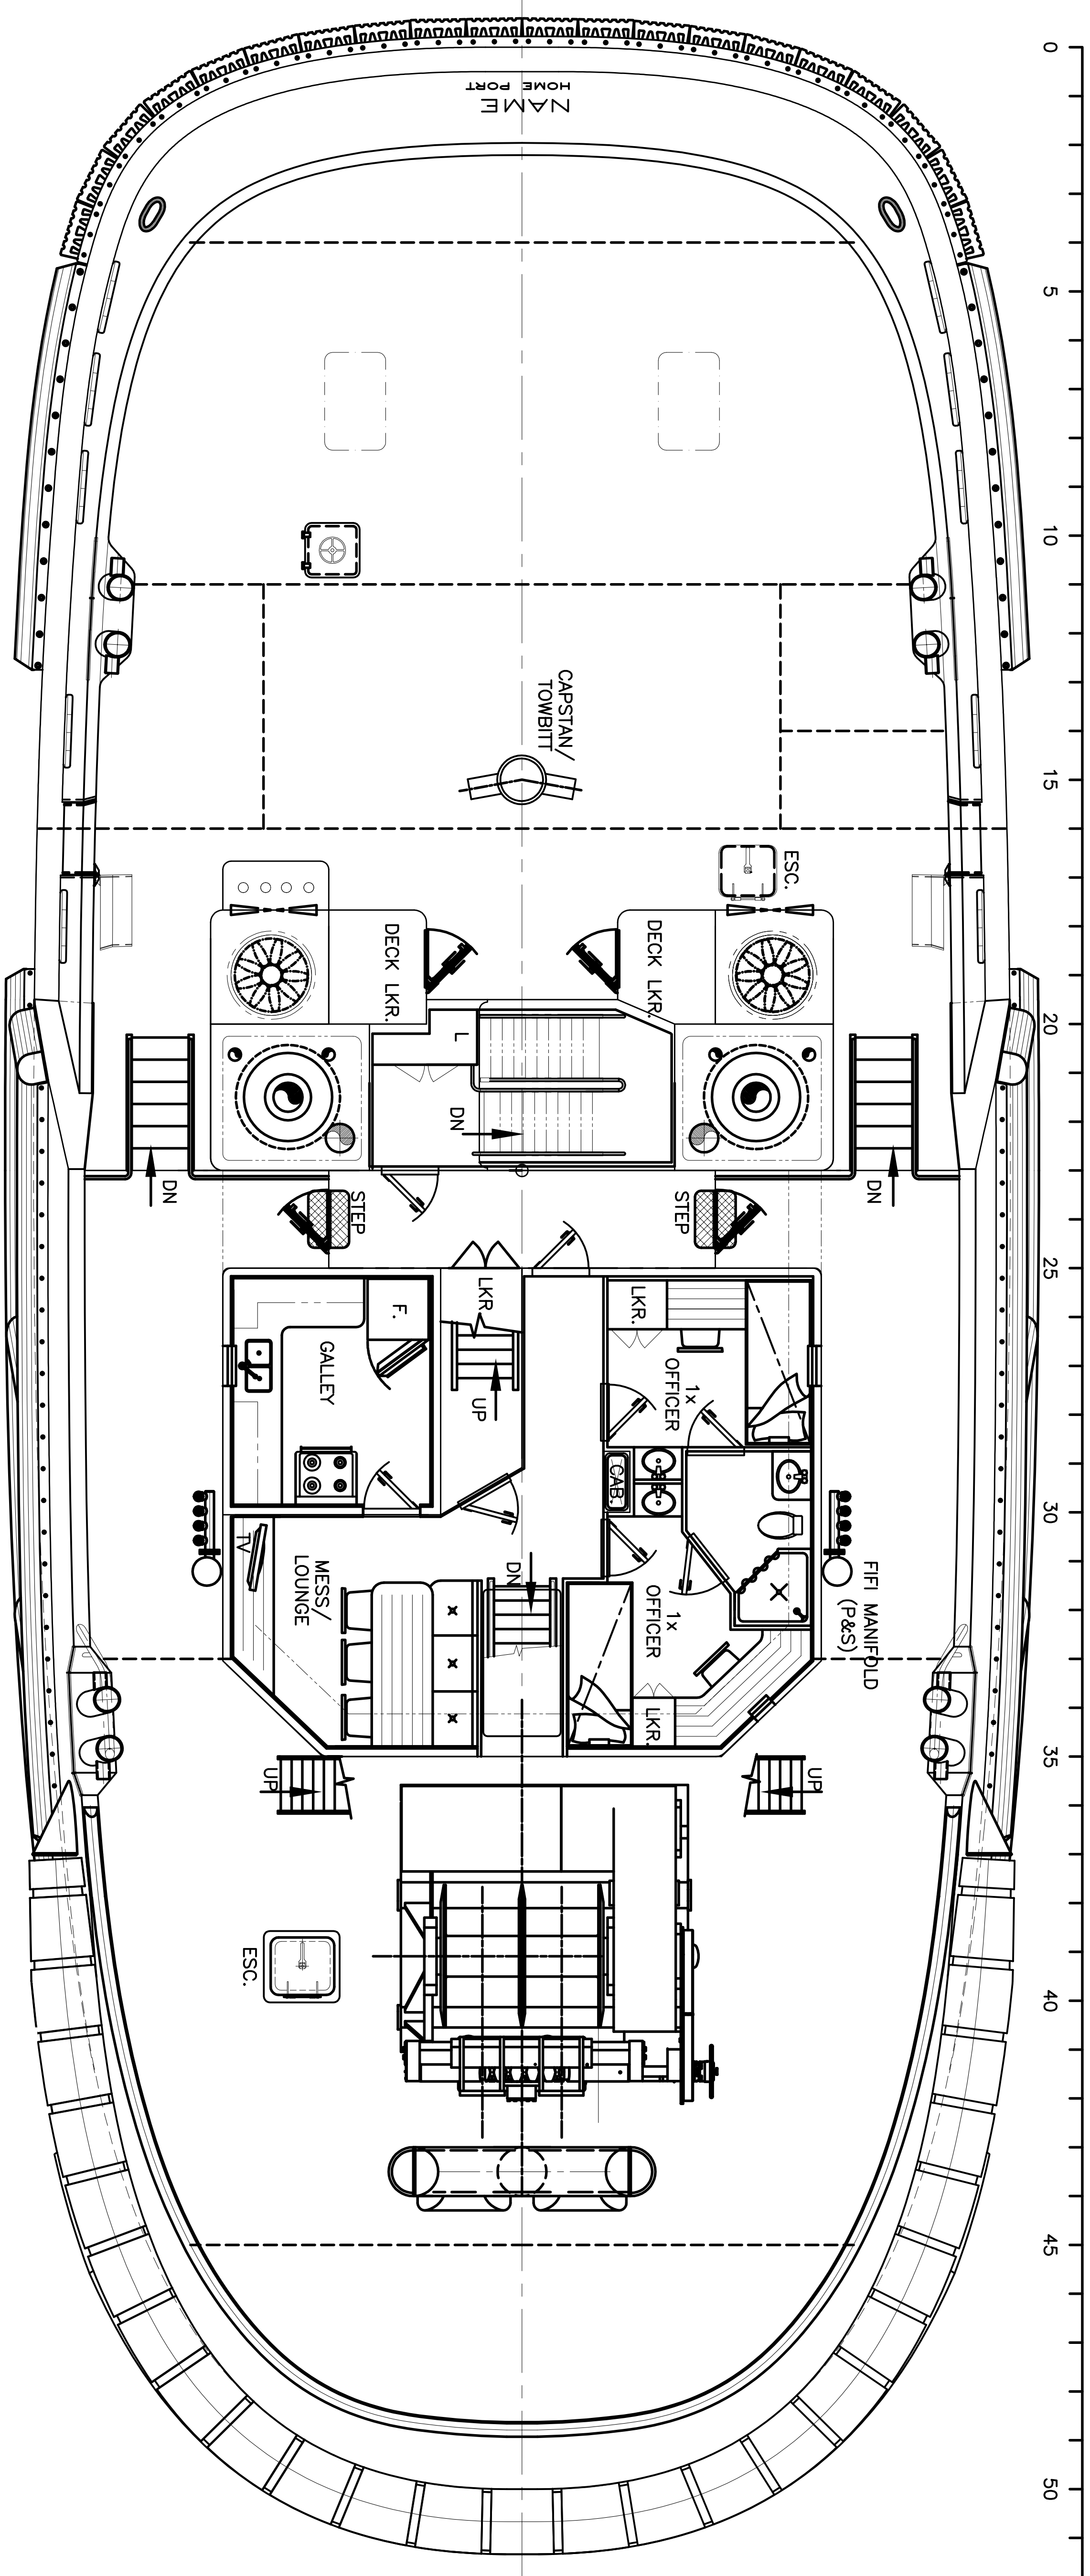 0
5
10
15
20
25
30
35
40
45
50
NAME
HOME PORT
CAPSTAN/
TOWBITT
ESC.
DECK LKR.
DECK LKR.
L
DN
DN
DN
STEP
STEP
LKR
UP
F.
GALLEY
LKR.
1x
OFFICER
CAB.
TV
MESS/
LOUNGE
DN
1x
OFFICER
LKR.
FIFI MANIFOLD
(P&S)
UP
UP
ESC.